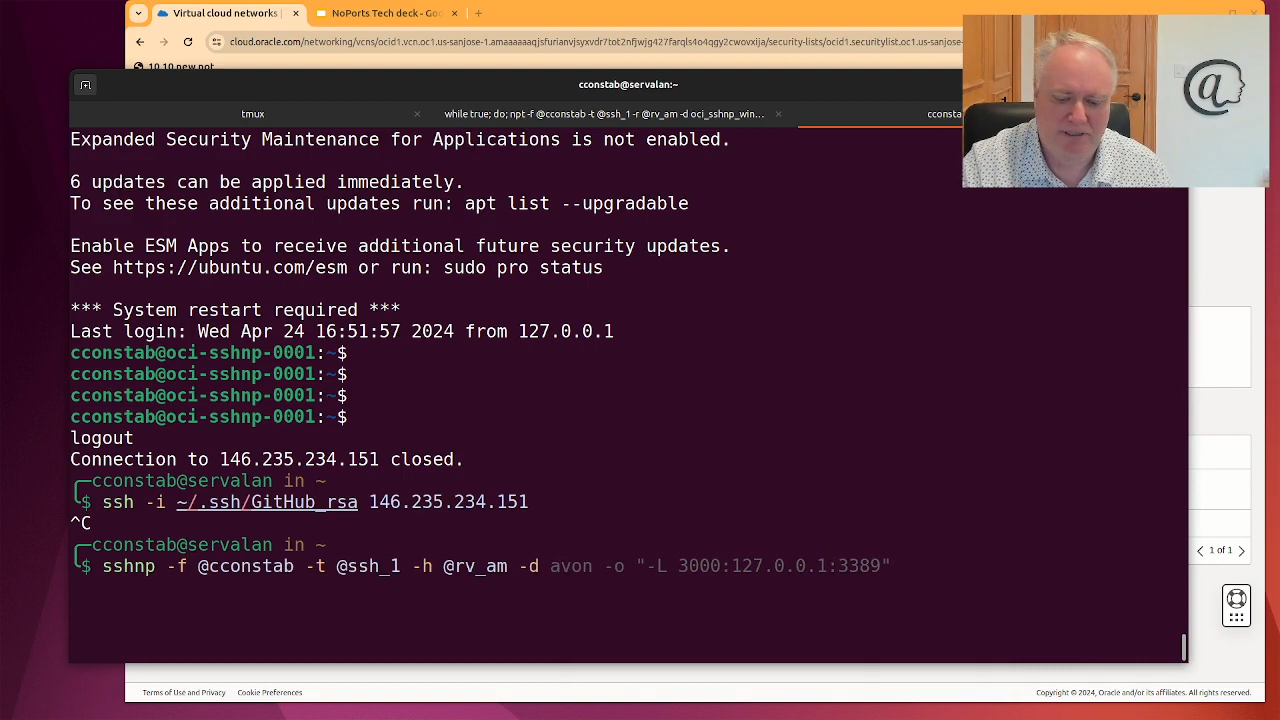 Virtual cloud networks
NoPorts Tech deck - Goo
cloud.oracle.com/networking/vcns/ocid1.vcn.oc1.us-sanjose-1.amaaaaaaqjsfurianvjsyxvdr7tot2nfjwjg427farqls4o4qgy2cwovxija/security-lists/ocid1.securitylist.oc1.us-sanjose
cconstab@servalan:~
tmux
while true; do; npt -f @cconstab -t @ssh_1 -r @rv_am -d oci_sshnp_win...
cconsta
Expanded Security Maintenance for Applications is not enabled.
6 updates can be applied immediately.
To see these additional updates run: apt list --upgradable
Enable ESM Apps to receive additional future security updates.
See https://ubuntu.com/esm or run: sudo pro status
*** System restart required ***
Last login: Wed Apr 24 16:51:57 2024 from 127.0.0.1
cconstab@oci-sshnp-0001:~$
cconstab@oci-sshnp-0001:~$
cconstab@oci-sshnp-0001:~$
cconstab@oci-sshnp-0001:~$
logout
Connection to 146.235.234.151 closed.
cconstab@servalan in ~
$ ssh -i ~/.ssh/GitHub_rsa 146.235.234.151
^C
cconstab@servalan in ~
$ sshnp -f @cconstab -t @ssh_1 -h @rv_am -d avon -o "-L 3000:127.0.0.1:3389"
1 of 1
Terms of Use and Privacy Cookie Preferences
Copyright © 2024, Oracle and/or its affiliates. All rights reserved.